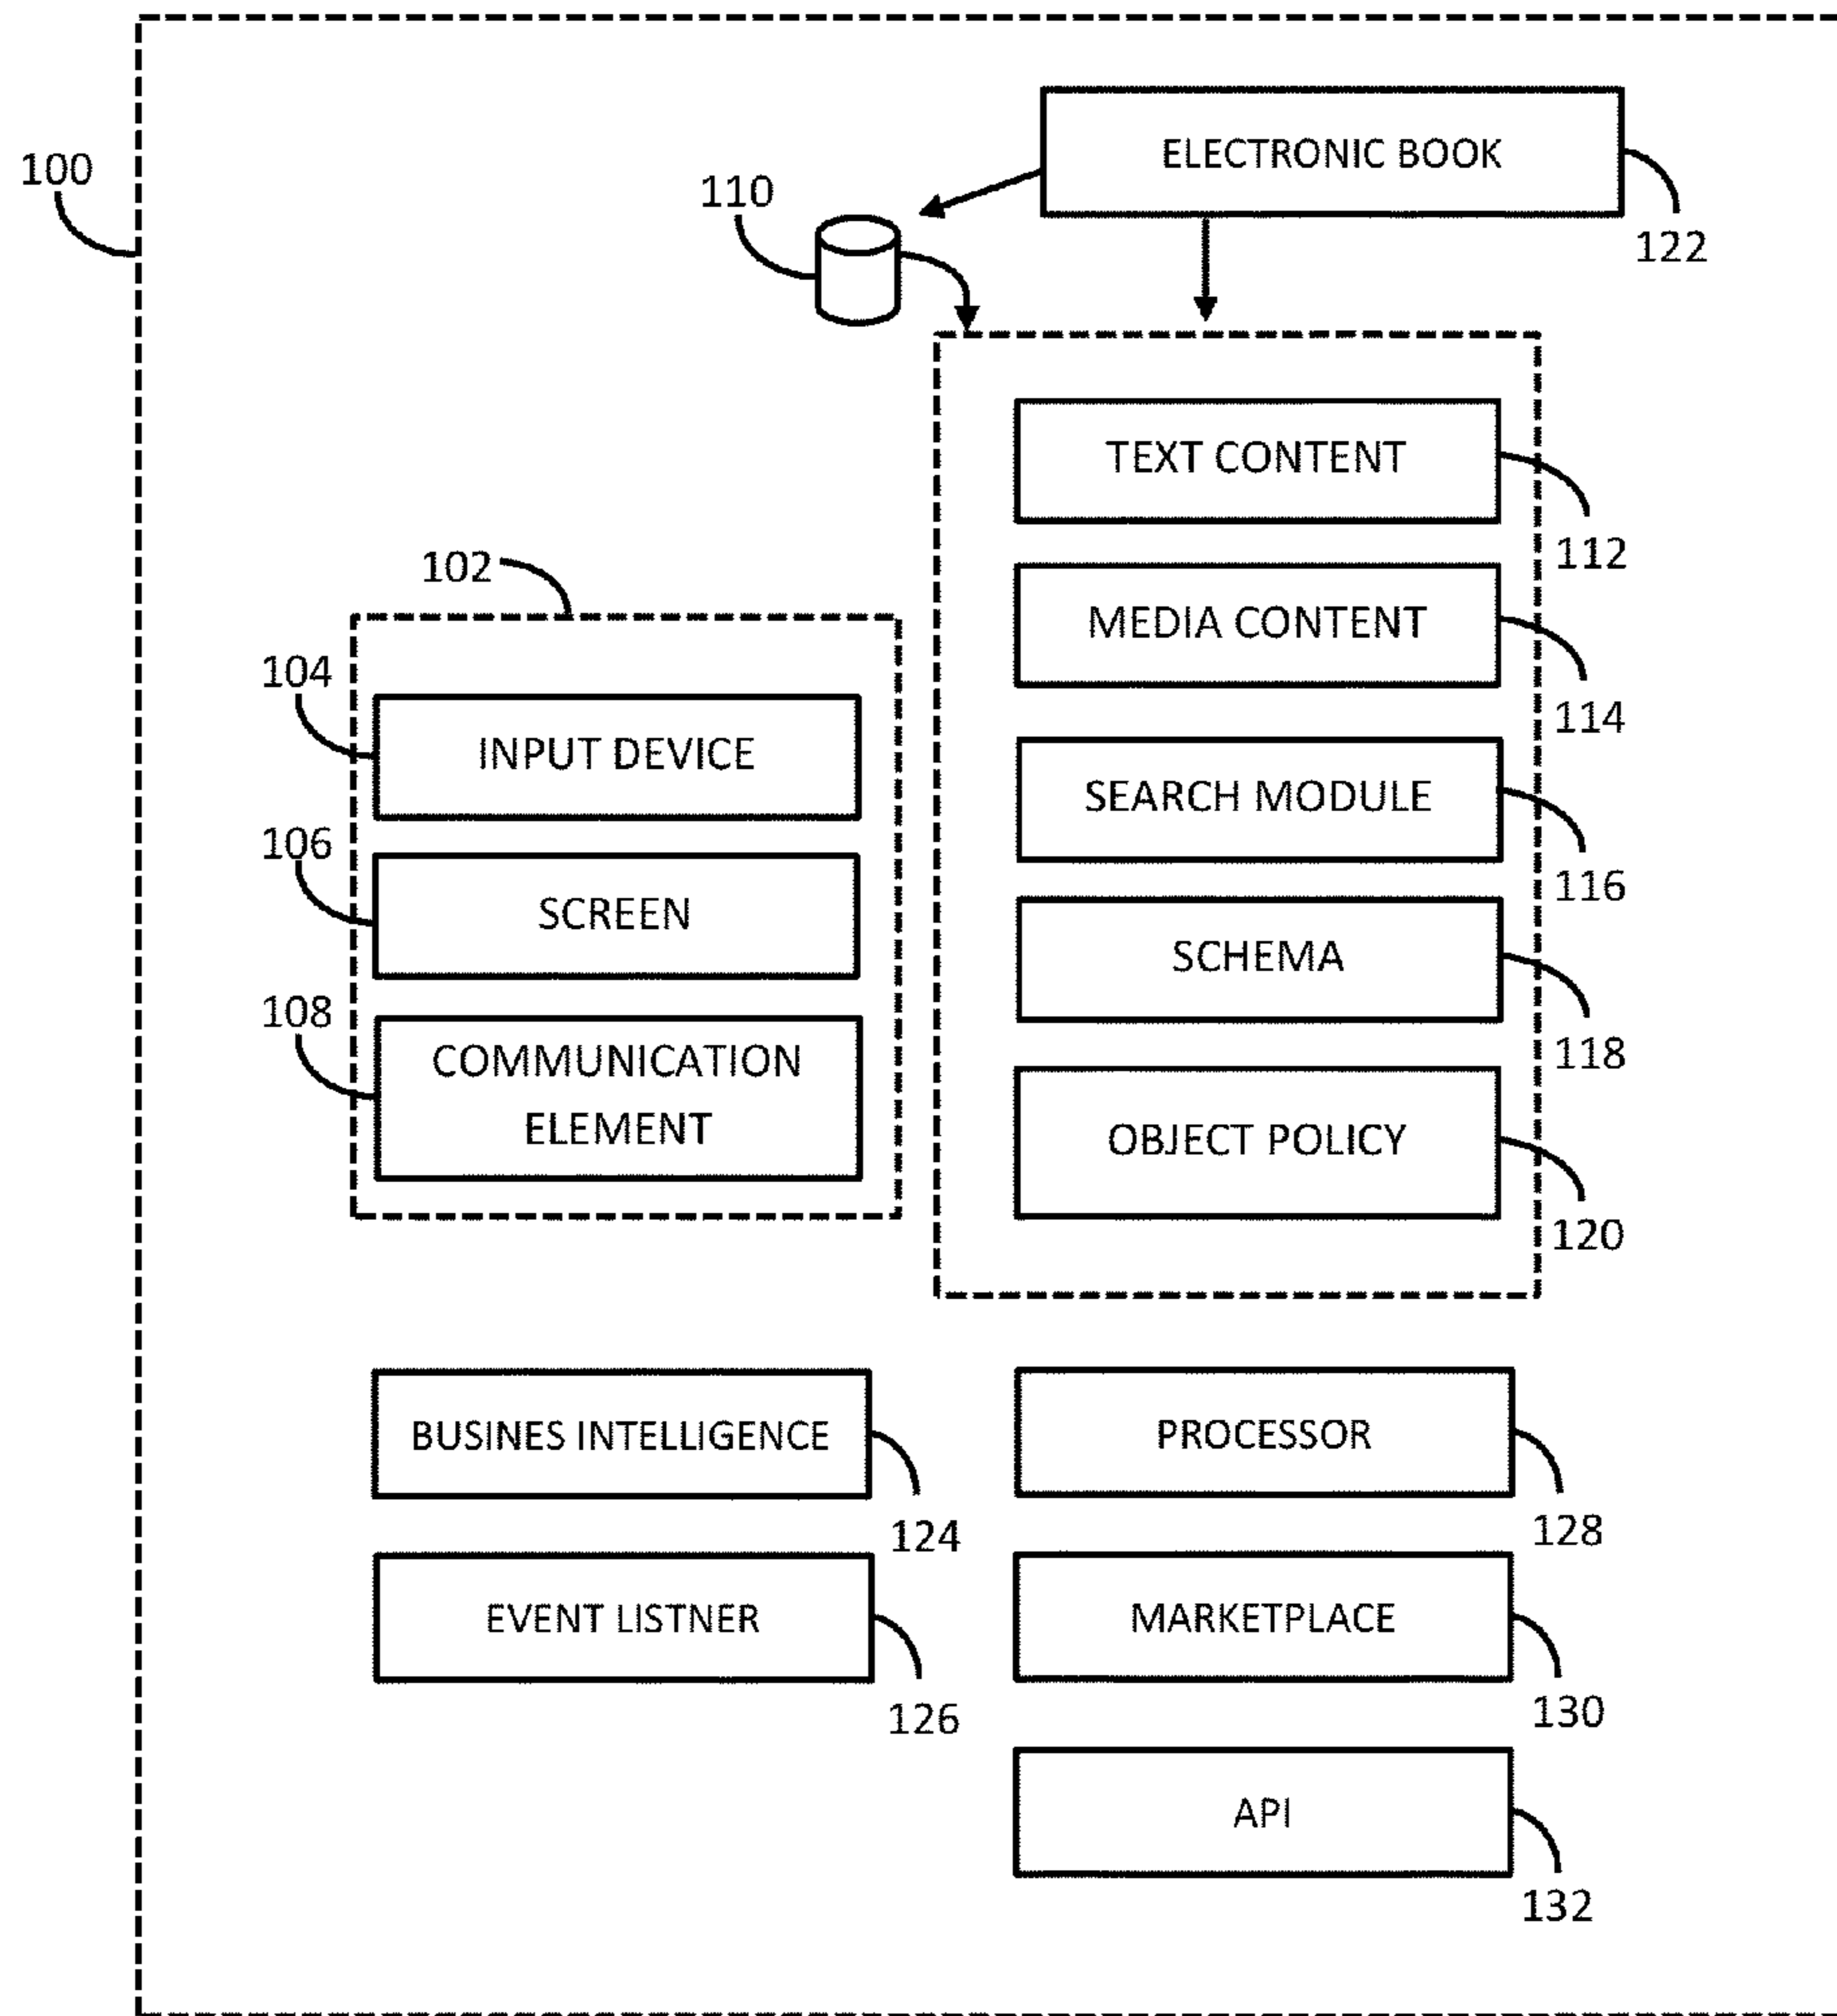 100
110
ELECTRONIC BOOK
122
TEXT CONTENT
112
MEDIA CONTENT
114
SEARCH MODULE
116
SCHEMA
118
OBJECT POLICY
120
102
104
INPUT DEVICE
106
SCREEN
108
COMMUNICATION
ELEMENT
BUSINES INTELLIGENCE
124
PROCESSOR
128
EVENT LISTNER
126
MARKETPLACE
130
API
132